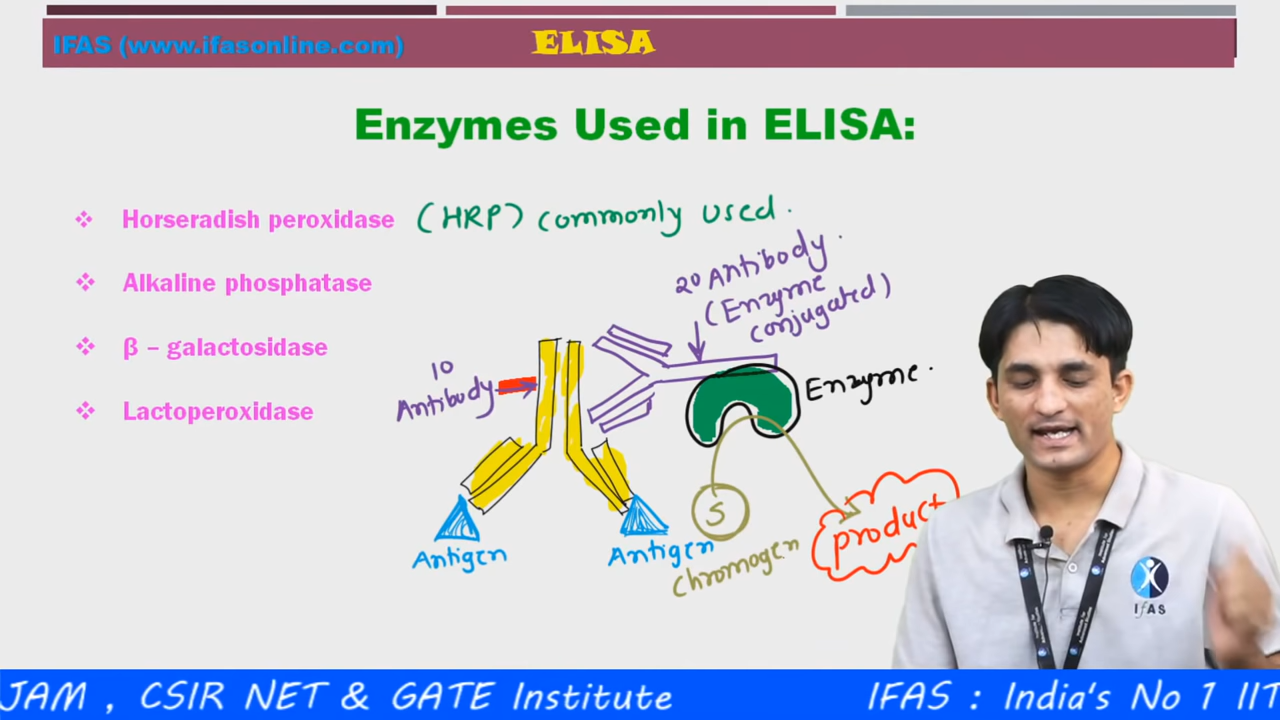 IFAS (www.ifasonline.com)
ELISA
Enzymes Used in ELISA:
❖ Horseradish peroxidase (HRP) commonly used.
❖ Alkaline phosphatase
❖ β – galactosidase
❖ Lactoperoxidase
20 Antibody.
(Enzyme
conjugated)
10
Antibody
Enzyme.
S
Antigen
Antigen
Chromogen
product
IFAS
JAM , CSIR NET & GATE Institute
IFAS : India's No 1 IIT